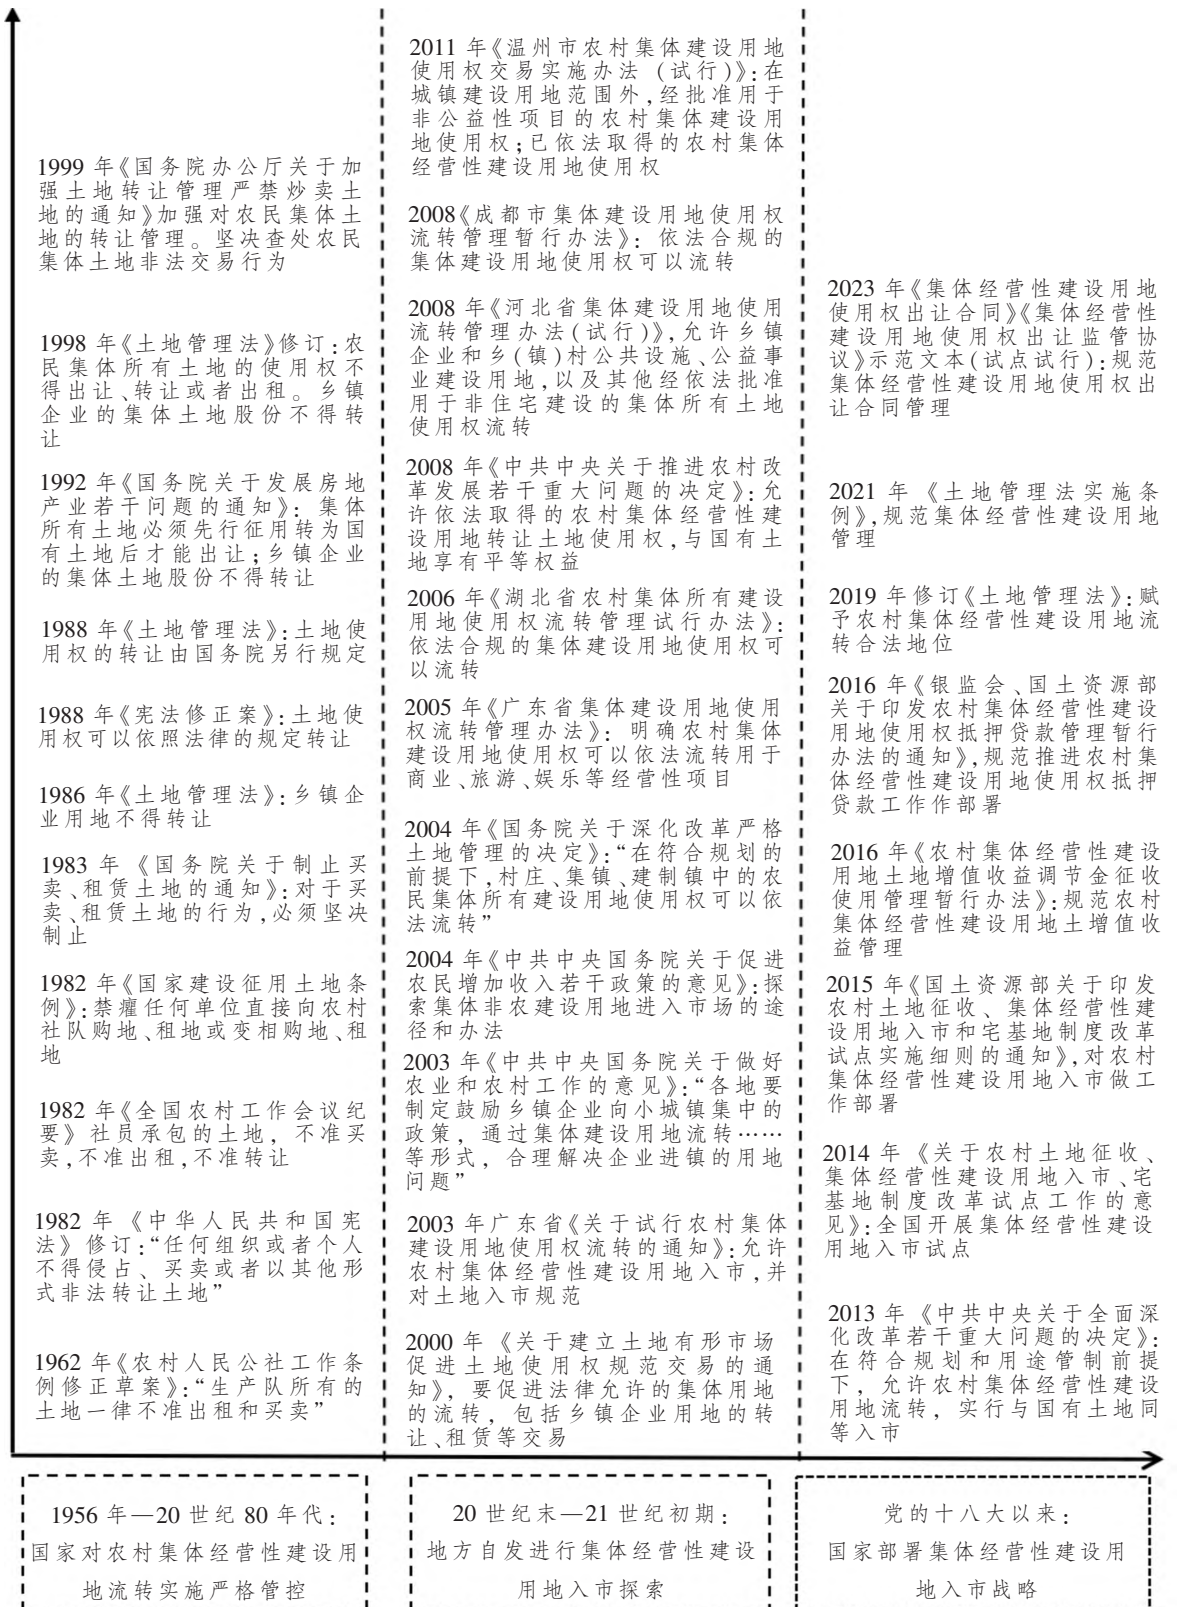 1999 年《国务院办公厅关于加
强土地转让管理严禁炒卖土
地的通知》加强对农民集体土
地的转让管理。坚决查处农民
集体土地非法交易行为
1998 年《土地管理法》修订:农
民集体所有土地的使用权不
得出让、转让或者出租。乡镇
企业的集体土地股份不得转
让
1992 年《国务院关于发展房地
产业若干问题的通知》: 集体
所有土地必须先行征用转为国
有土地后才能出让;乡镇企业
的集体土地股份不得转让
1988 年《土地管理法》:土地使
用权的转让由国务院另行规定
1988 年《宪法修正案》:土地使
用权可以依照法律的规定转让
1986 年《土地管理法》:乡镇企
业用地不得转让
1983 年 《国务院关于制止买
卖、租赁土地的通知》:对于买
卖、租赁土地的行为,必须坚决
制止
1982 年《国家建设征用土地条
例》:禁癯任何单位直接向农村
社队购地、租地或变相购地、租
地
1982 年《全国农村工作会议纪
要》社员承包的土地, 不准买
卖,不准出租,不准转让
1982 年 《中华人民共和国宪
法》修订:“任何组织或者个人
不得侵占、买卖或者以其他形
式非法转让土地”
1962 年《农村人民公社工作条
例修正草案》:“生产队所有的
土地一律不准出租和买卖”
2011 年《温州市农村集体建设用地
使用权交易实施办法 (试行)》:在
城镇建设用地范围外,经批准用于
非公益性项目的农村集体建设用
地使用权;已依法取得的农村集体
经营性建设用地使用权
2008《成都市集体建设用地使用权
流转管理暂行办法》: 依法合规的
集体建设用地使用权可以流转
2008 年《河北省集体建设用地使用
流转管理办法(试行)》,允许乡镇
企业和乡(镇)村公共设施、公益事
业建设用地,以及其他经依法批准
用于非住宅建设的集体所有土地
使用权流转
2008 年《中共中央关于推进农村改
革发展若干重大问题的决定》:允
许依法取得的农村集体经营性建
设用地转让土地使用权,与国有土
地享有平等权益
2006 年《湖北省农村集体所有建设
用地使用权流转管理试行办法》:
依法合规的集体建设用地使用权可
以流转
2005 年《广东省集体建设用地使用
权流转管理办法》: 明确农村集体
建设用地使用权可以依法流转用于
商业、旅游、娱乐等经营性项目
2004 年《国务院关于深化改革严格
土地管理的决定》:“在符合规划的
前提下,村庄、集镇、建制镇中的农
民集体所有建设用地使用权可以依
法流转”
2004 年《中共中央国务院关于促进
农民增加收入若干政策的意见》:探
索集体非农建设用地进入市场的途
径和办法
2003 年《中共中央国务院关于做好
农业和农村工作的意见》:“各地要
制定鼓励乡镇企业向小城镇集中的
政策, 通过集体建设用地流转……
等形式, 合理解决企业进镇的用地
问题”
2003 年广东省《关于试行农村集体
建设用地使用权流转的通知》:允许
农村集体经营性建设用地入市,并
对土地入市规范
2000 年 《关于建立土地有形市场
促进土地使用权规范交易的通
知》, 要促进法律允许的集体用地
的流转, 包括乡镇企业用地的转
让、租赁等交易
2023 年《集体经营性建设用地
使用权出让合同》《集体经营性
建设用地使用权出让监管协
议》示范文本(试点试行):规范
集体经营性建设用地使用权出
让合同管理
2021 年 《土地管理法实施条
例》,规范集体经营性建设用地
管理
2019 年修订《土地管理法》:赋
予农村集体经营性建设用地流
转合法地位
2016 年《银监会、国土资源部
关于印发农村集体经营性建设
用地使用权抵押贷款管理暂行
办法的通知》,规范推进农村集
体经营性建设用地使用权抵押
贷款工作作部署
2016 年《农村集体经营性建设
用地土地增值收益调节金征收
使用管理暂行办法》:规范农村
集体经营性建设用地土增值收
益管理
2015 年《国土资源部关于印发
农村土地征收、集体经营性建
设用地入市和宅基地制度改革
试点实施细则的通知》,对农村
集体经营性建设用地入市做工
作部署
2014 年 《关于农村土地征收、
集体经营性建设用地入市、宅
基地制度改革试点工作的意
见》:全国开展集体经营性建设
用地入市试点
2013 年 《中共中央关于全面深
化改革若干重大问题的决定》:
在符合规划和用途管制前提
下, 允许农村集体经营性建设
用地流转, 实行与国有土地同
等入市
1956 年—20 世纪 80 年代:
国家对农村集体经营性建设用
地流转实施严格管控
20 世纪末—21 世纪初期:
地方自发进行集体经营性建设
用地入市探索
党的十八大以来:
国家部署集体经营性建设用
地入市战略